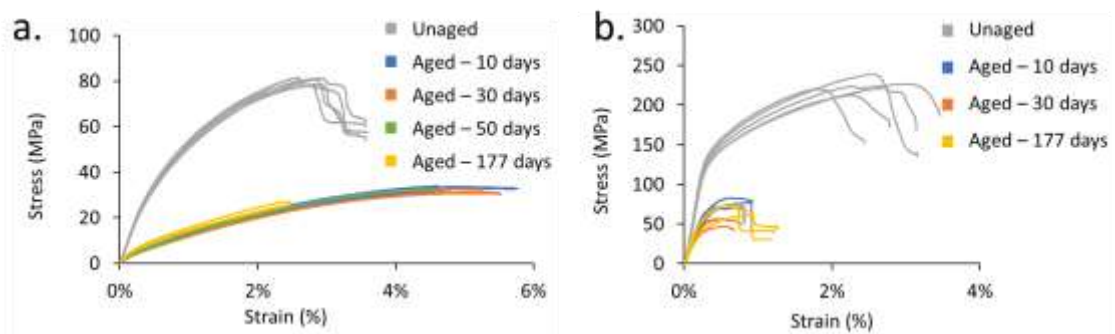 a.
100
80
60
40
20
0
Stress (MPa)
0%
2%
4%
6%
Strain (%)
Unaged
Aged – 10 days
Aged – 30 days
Aged – 50 days
Aged – 177 days
b.
300
250
200
150
100
50
0
Stress (MPa)
0%
2%
4%
Strain (%)
Unaged
Aged – 10 days
Aged – 30 days
Aged – 177 days